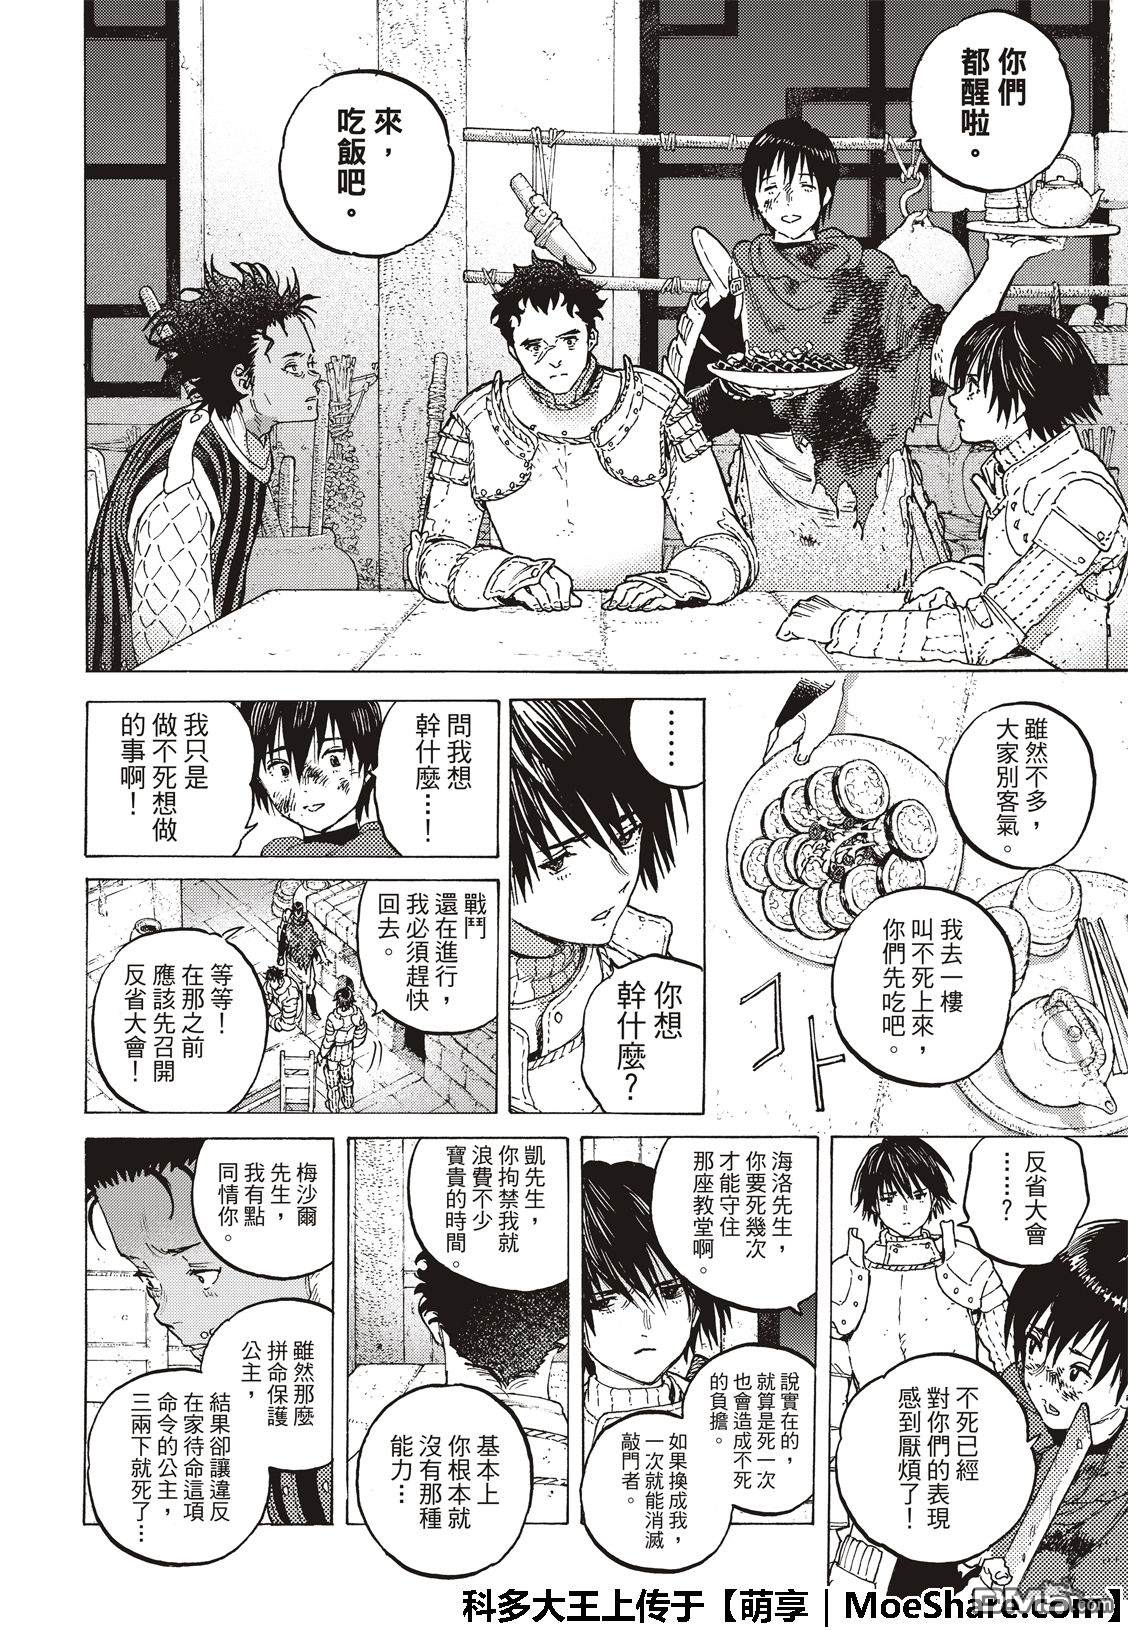 你們
都醒啦。
來，
吃飯吧。
雖然不多，
大家別客氣。
我去一樓
叫不死上來，
你們先吃吧。
コト
……
你想
幹什麼？
問我想
幹什麼……！
我只是
做不死想做
的事啊！
戰鬥
還在進行，
我必須趕快
回去。
等等！
在那之前
應該先召開
反省大會！
反省大會
……？
不死已經
對你們的表現
感到厭煩了！
海洛先生，
你要死幾次
才能守住
那座教堂啊。
說實在的，
就算是死一次
也會造成不死
的負擔。
如果換成我，
一次就能消滅
敲門者。
凱先生，
你拘禁我就
浪費不少
寶貴的時間。
基本上
你根本就
沒有那種
能力…
梅沙爾
先生，
我有點
同情你。
雖然那麼
拼命保護
公主，
結果卻讓違反
在家待命這項
命令的公主，
三兩下就死了…
科多大王上传于【萌享｜MoeShare.com】
DM5.com